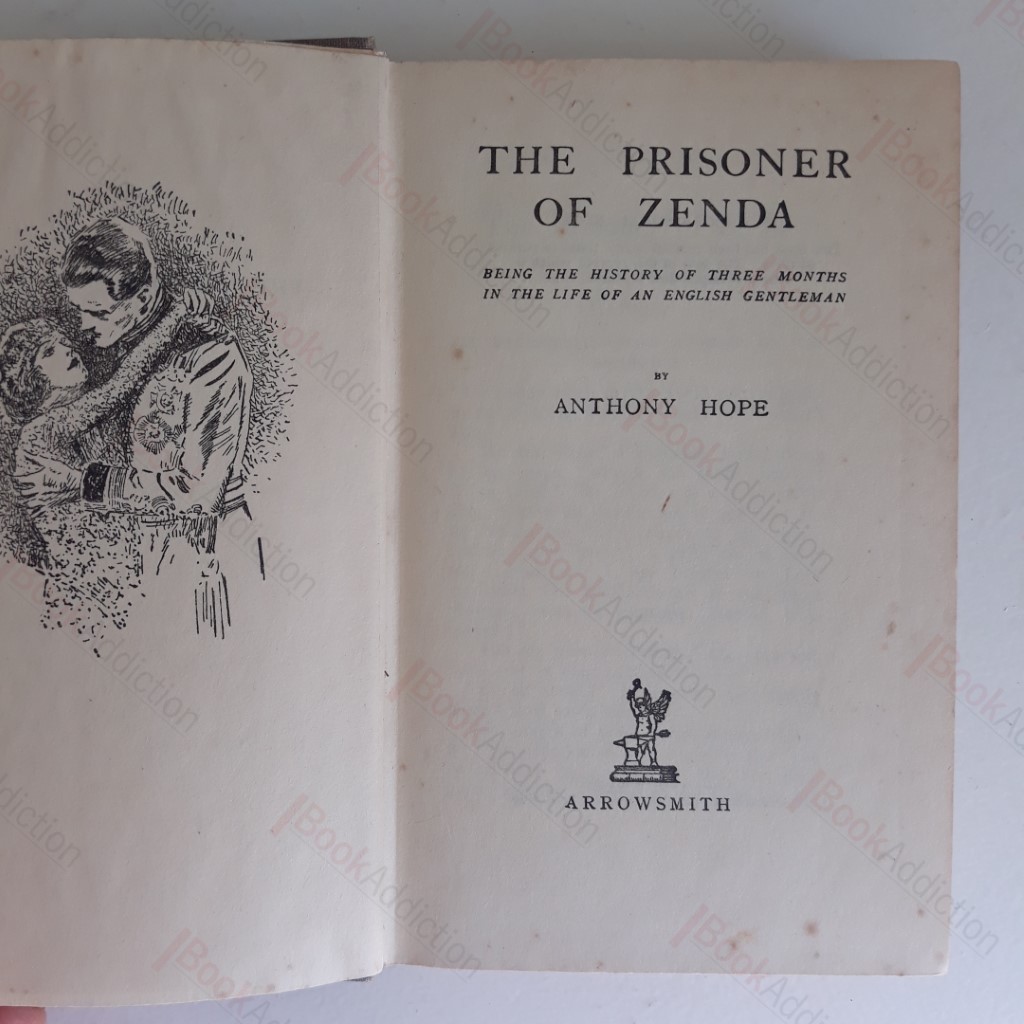 THE PRISONER
OF ZENDA
BEING THE HISTORY OF THREE MONTHS
IN THE LIFE OF AN ENGLISH GENTLEMAN
BY
ANTHONY HOPE
ARROWSMITH
BookAddiction